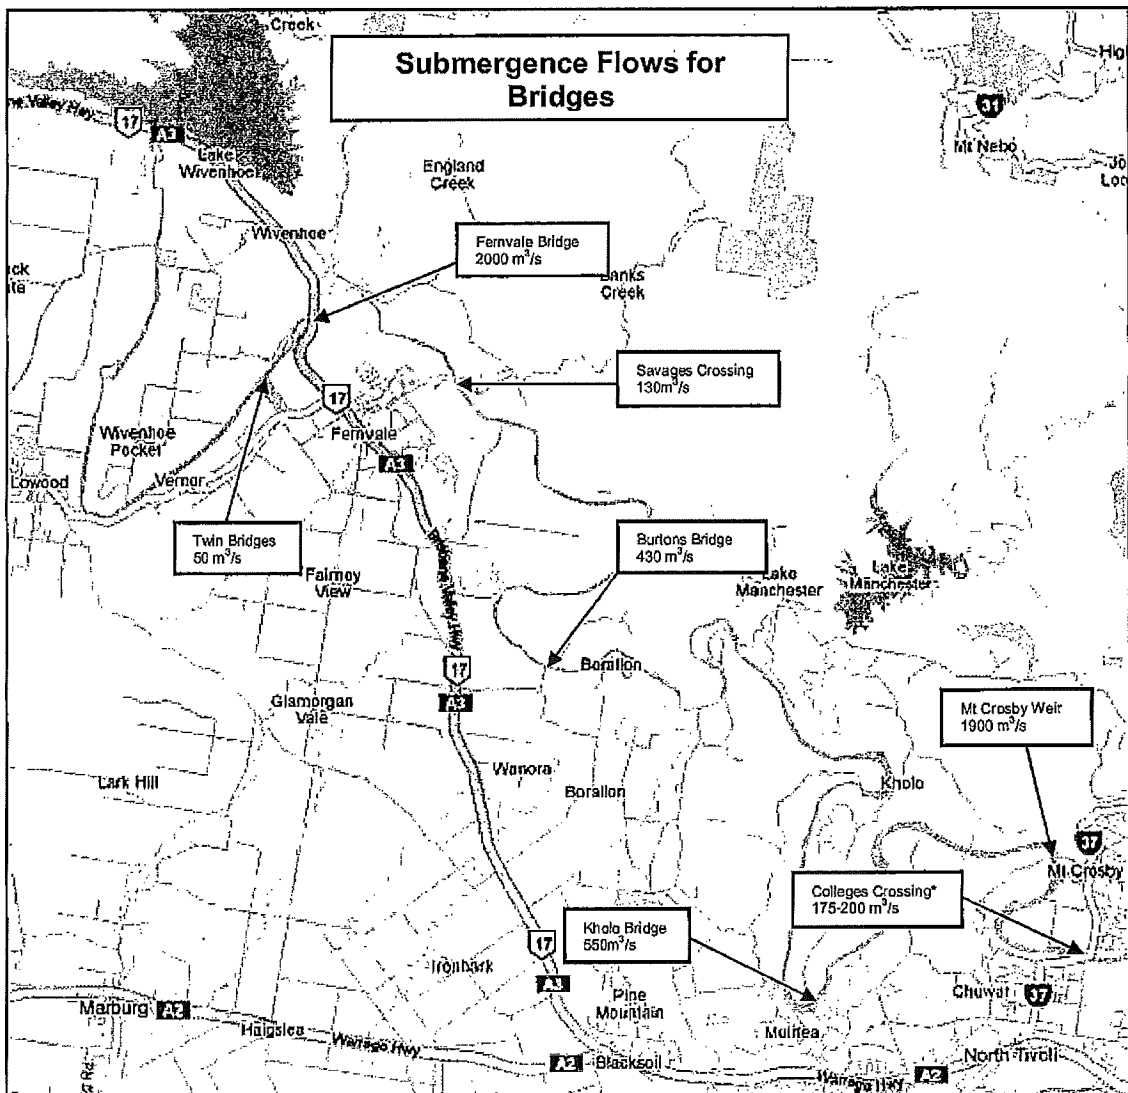 Creek
Submergence Flows for
Bridges
Valley Hwy
17
A3
Lake
Wivenhoe
31
Mt Nebo
England
Creek
Wivenhoe
Fernvale Bridge
2000 m³/s
Banks
Creek
Savages Crossing
130m³/s
17
Fernvale
Wivenhoe
Pocket
A3
Lowood
Vernor
Twin Bridges
50 m³/s
Burtons Bridge
430 m³/s
Fairney
View
Lake
Manchester
Lake
Manchester
Borallon
17
A3
Glamorgan
Vale
Mt Crosby Weir
1900 m³/s
Lark Hill
Wanora
Borallon
Kholo
37
Mt Crosby
Colleges Crossing*
175-200 m³/s
Kholo Bridge
550m³/s
17
Ironbark
A3
Pine
Mountain
Chuwar
37
Marburg
A2
Haigslea
Warrego Hwy
Muirlea
A2
Blacksoil
North Tivoli
Warrego Hwy
A2
Rd